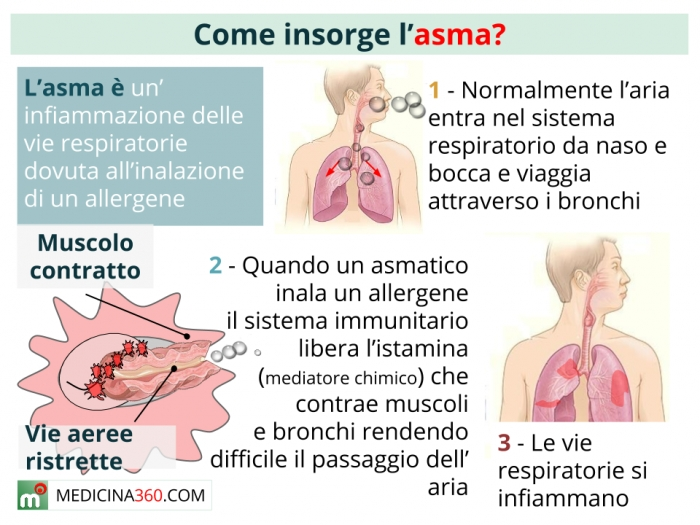 Come insorge l’asma?
L’asma è un’
infiammazione delle
vie respiratorie
dovuta all’inalazione
di un allergene
1 - Normalmente l’aria
entra nel sistema
respiratorio da naso e
bocca e viaggia
attraverso i bronchi
Muscolo
contratto
Vie aeree
ristrette
2 - Quando un asmatico
inala un allergene
il sistema immunitario
libera l’istamina
(mediatore chimico) che
contrae muscoli
e bronchi rendendo
difficile il passaggio dell’
aria
3 - Le vie
respiratorie si
infiammano
m
MEDICINA360.COM